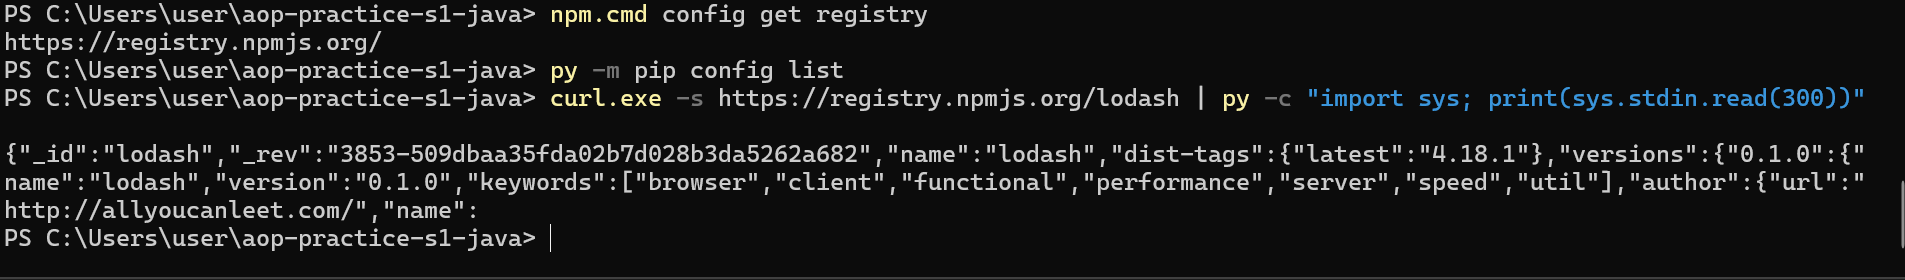 PS C:\Users\user\aop-practice-s1-java> npm.cmd config get registry
https://registry.npmjs.org/
PS C:\Users\user\aop-practice-s1-java> py -m pip config list
PS C:\Users\user\aop-practice-s1-java> curl.exe -s https://registry.npmjs.org/lodash | py -c "import sys; print(sys.stdin.read(300))"
{"_id":"lodash","_rev":"3853-509dbaa35fda02b7d028b3da5262a682","name":"lodash","dist-tags":{"latest":"4.18.1"},"versions":{"0.1.0":{"
name":"lodash","version":"0.1.0","keywords":["browser","client","functional","performance","server","speed","util"],"author":{"url":"
http://allyoucanleet.com/","name":
PS C:\Users\user\aop-practice-s1-java>